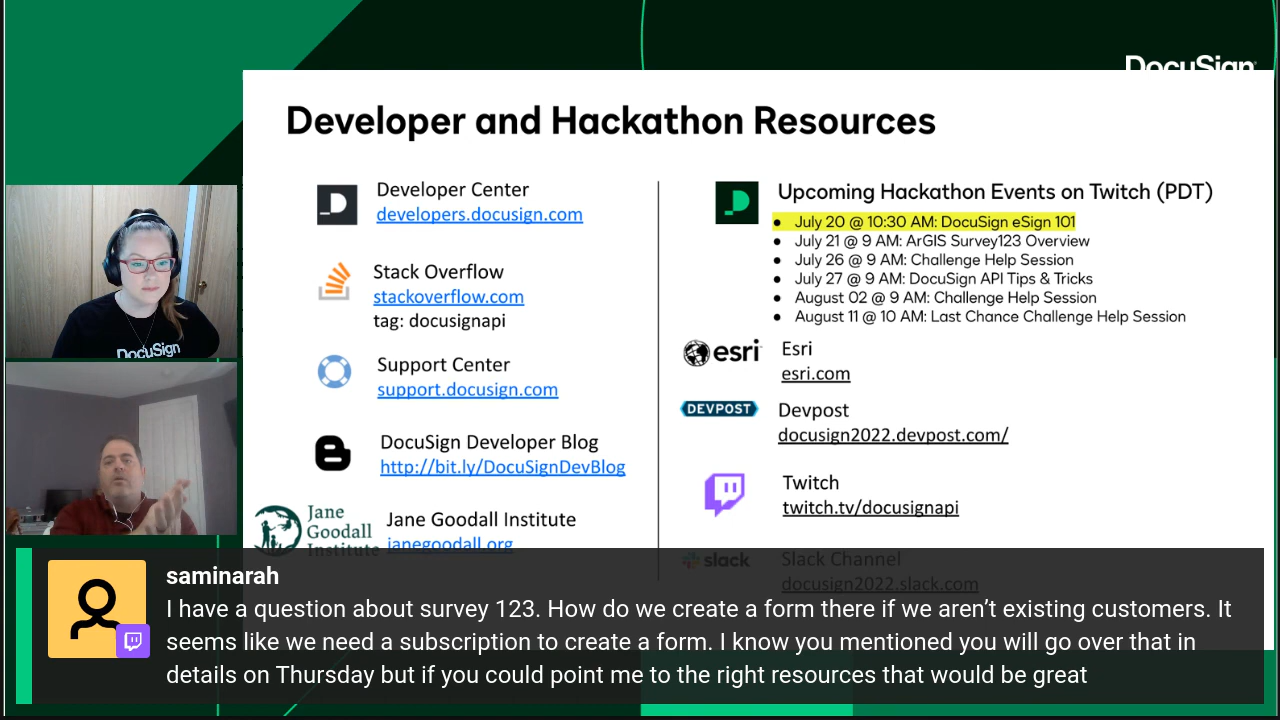 DocuSign
Developer and Hackathon Resources
Developer Center
developers.docusign.com
Stack Overflow
stackoverflow.com
tag: docusignapi
Support Center
support.docusign.com
DocuSign Developer Blog
http://bit.ly/DocuSignDevBlog
Jane
Goodall
Institute
Jane Goodall Institute
janegoodall.org
Upcoming Hackathon Events on Twitch (PDT)
● July 20 @ 10:30 AM: DocuSign eSign 101
● July 21 @ 9 AM: ArGIS Survey123 Overview
● July 26 @ 9 AM: Challenge Help Session
● July 27 @ 9 AM: DocuSign API Tips & Tricks
● August 02 @ 9 AM: Challenge Help Session
● August 11 @ 10 AM: Last Chance Challenge Help Session
esri
Esri
esri.com
DEVPOST
Devpost
docusign2022.devpost.com/
Twitch
twitch.tv/docusignapi
slack
Slack Channel
docusign2022.slack.com
DocuSign
saminarah
I have a question about survey 123. How do we create a form there if we aren’t existing customers. It
seems like we need a subscription to create a form. I know you mentioned you will go over that in
details on Thursday but if you could point me to the right resources that would be great